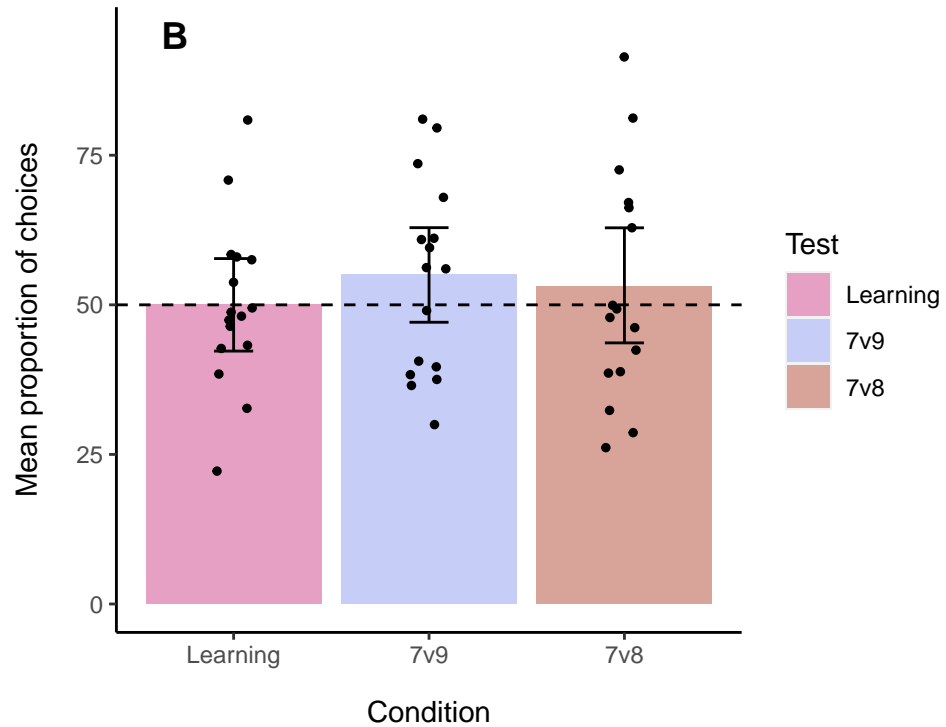 B
Mean proportion of choices
75
50
25
0
Learning
7v9
7v8
Condition
Test
Learning
7v9
7v8